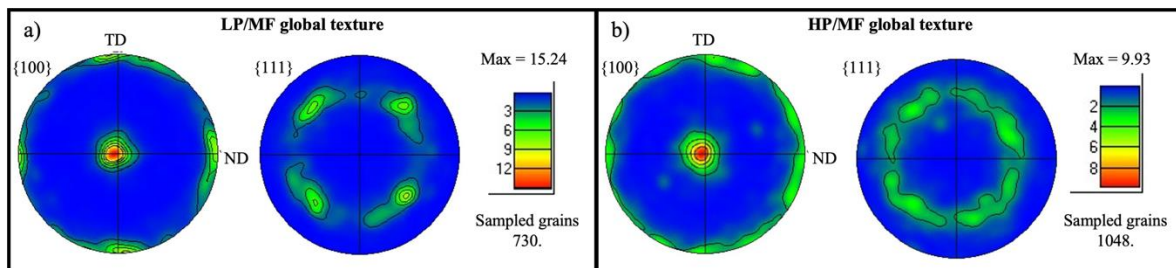 a)
LP/MF global texture
TD
{100}
{111}
ND
Max = 15.24
3
6
9
12
Sampled grains
730.
b)
HP/MF global texture
TD
{100}
{111}
ND
Max = 9.93
2
4
6
8
Sampled grains
1048.